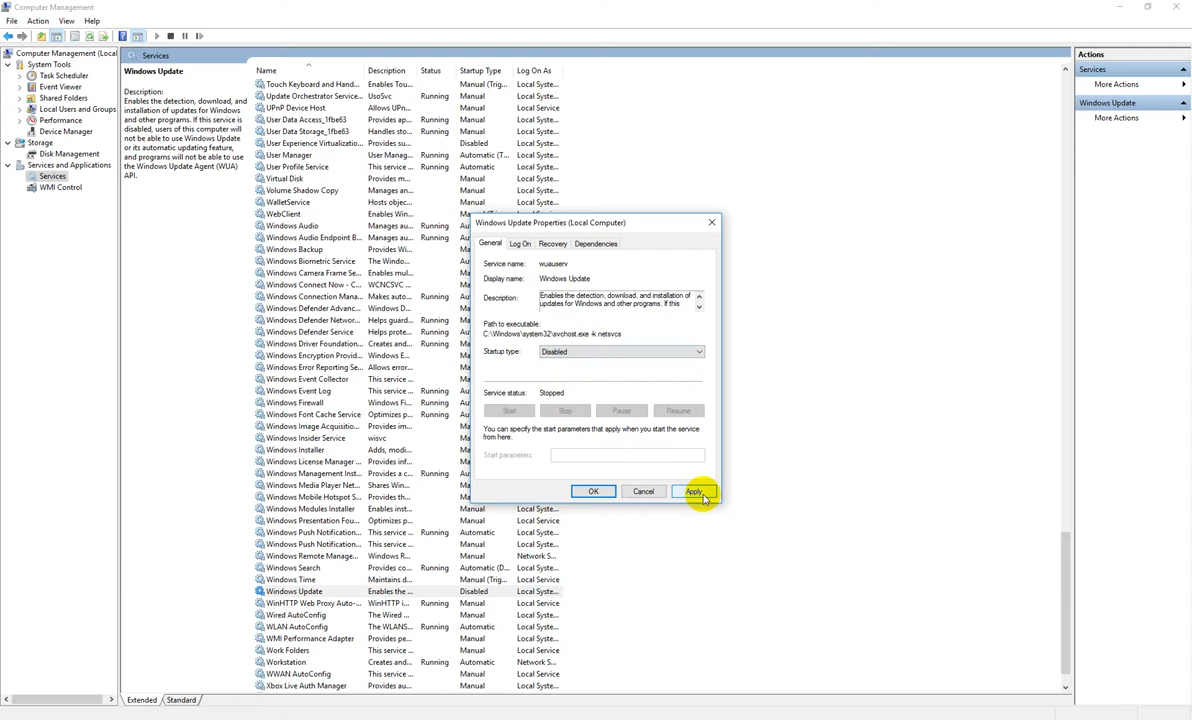 Computer Management
File Action View Help
Computer Management (Local
System Tools
Task Scheduler
Event Viewer
Shared Folders
Local Users and Groups
Performance
Device Manager
Storage
Disk Management
Services and Applications
Services
WMI Control
Services
Windows Update
Description:
Enables the detection, download, and
installation of updates for Windows
and other programs. If this service is
disabled, users of this computer will
not be able to use Windows Update
or its automatic updating feature,
and programs will not be able to use
the Windows Update Agent (WUA)
API.
Name Description Status Startup Type Log On As
Touch Keyboard and Hand... Enables Tou... Manual (Trig... Local Syste...
Update Orchestrator Service... UsoSvc Running Manual Local Syste...
UPnP Device Host Allows UPn... Manual Local Service
User Data Access_1fbe63 Provides ap... Running Manual Local Syste...
User Data Storage_1fbe63 Handles sto... Running Manual Local Syste...
User Experience Virtualizatio... Provides su... Disabled Local Syste...
User Manager User Manag... Running Automatic (T... Local Syste...
User Profile Service This service ... Running Automatic Local Syste...
Virtual Disk Provides m... Manual Local Syste...
Volume Shadow Copy Manages an... Manual Local Syste...
WalletService Hosts objec... Manual Local Syste...
WebClient Enables Win...
Windows Audio Manages au... Running
Windows Audio Endpoint B... Manages au... Running
Windows Backup Provides Wi...
Windows Biometric Service The Windo... Running
Windows Camera Frame Se... Enables mul...
Windows Connect Now - C... WCNCSVC ...
Windows Connection Mana... Makes auto... Running
Windows Defender Advanc... Windows D...
Windows Defender Networ... Helps guard... Running
Windows Defender Service Helps prote... Running
Windows Driver Foundation... Creates and... Running
Windows Encryption Provid... Windows E...
Windows Error Reporting Se... Allows error...
Windows Event Collector This service ...
Windows Event Log This service ... Running
Windows Firewall Windows Fi... Running
Windows Font Cache Service Optimizes p... Running
Windows Image Acquisitio... Provides im...
Windows Insider Service wisvc
Windows Installer Adds, modi...
Windows License Manager ... Provides inf...
Windows Management Inst... Provides a c... Running
Windows Media Player Net... Shares Win...
Windows Mobile Hotspot S... Provides th...
Windows Modules Installer Enables inst... Manual Local Syste...
Windows Presentation Fou... Optimizes p... Manual Local Service
Windows Push Notification... This service ... Running Automatic Local Syste...
Windows Push Notification... This service ... Manual Local Syste...
Windows Remote Manage... Windows R... Manual Network S...
Windows Search Provides co... Running Automatic (D... Local Syste...
Windows Time Maintains d... Manual (Trig... Local Service
Windows Update Enables the ... Disabled Local Syste...
WinHTTP Web Proxy Auto-... WinHTTP i... Running Manual Local Service
Wired AutoConfig The Wired ... Manual Local Syste...
WLAN AutoConfig The WLANS... Running Automatic Local Syste...
WMI Performance Adapter Provides pe... Manual Local Syste...
Work Folders This service ... Manual Local Service
Workstation Creates and... Running Automatic Network S...
WWAN AutoConfig This service ... Manual Local Syste...
Xbox Live Auth Manager Provides au... Manual Local Syste...
Extended Standard
Windows Update Properties (Local Computer)
General Log On Recovery Dependencies
Service name: wuauserv
Display name: Windows Update
Description: Enables the detection, download, and installation of
updates for Windows and other programs. If this
Path to executable:
C:\Windows\system32\svchost.exe -k netsvcs
Startup type: Disabled
Service status: Stopped
Start Stop Pause Resume
You can specify the start parameters that apply when you start the service
from here.
Start parameters:
OK Cancel Apply
Actions
Services
More Actions
Windows Update
More Actions